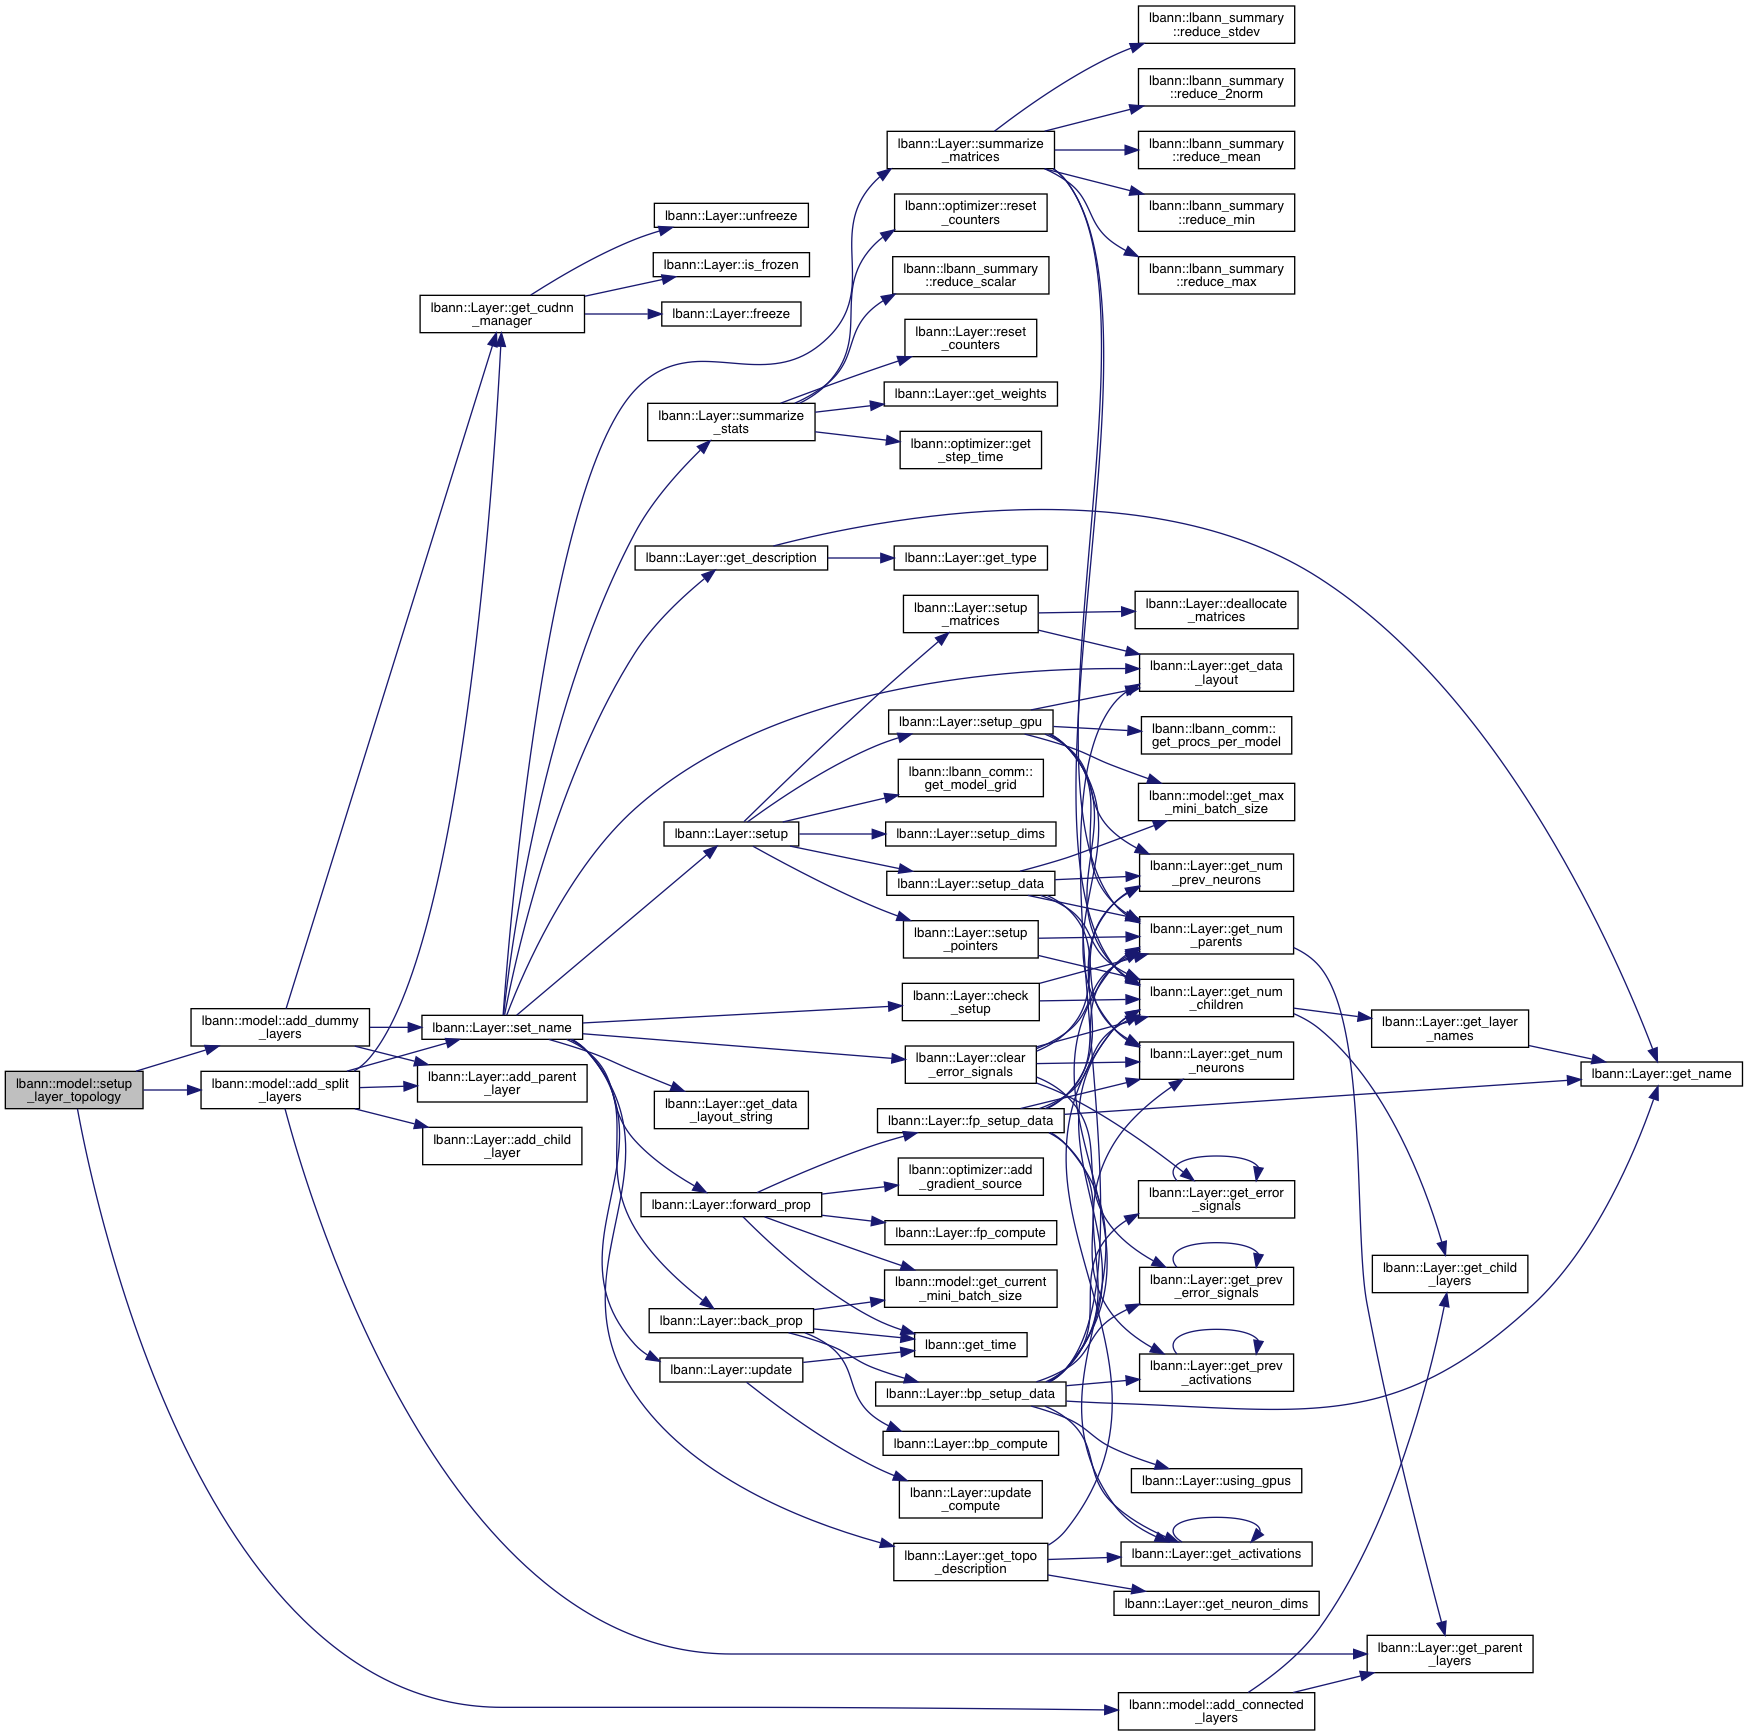 lbann::model::setup
_layer_topology
lbann::model::add_dummy
_layers
lbann::model::add_split
_layers
lbann::Layer::get_cudnn
_manager
lbann::Layer::set_name
lbann::Layer::add_parent
_layer
lbann::Layer::add_child
_layer
lbann::Layer::unfreeze
lbann::Layer::is_frozen
lbann::Layer::freeze
lbann::Layer::summarize
_stats
lbann::Layer::get_description
lbann::Layer::setup
lbann::Layer::get_data
_layout_string
lbann::Layer::forward_prop
lbann::Layer::back_prop
lbann::Layer::update
lbann::Layer::summarize
_matrices
lbann::optimizer::reset
_counters
lbann::lbann_summary
::reduce_scalar
lbann::Layer::reset
_counters
lbann::Layer::get_weights
lbann::optimizer::get
_step_time
lbann::Layer::get_type
lbann::Layer::setup
_matrices
lbann::Layer::setup_gpu
lbann::lbann_comm::
get_model_grid
lbann::Layer::setup_dims
lbann::Layer::setup_data
lbann::Layer::setup
_pointers
lbann::Layer::check
_setup
lbann::Layer::clear
_error_signals
lbann::Layer::fp_setup_data
lbann::optimizer::add
_gradient_source
lbann::Layer::fp_compute
lbann::model::get_current
_mini_batch_size
lbann::get_time
lbann::Layer::bp_setup_data
lbann::Layer::bp_compute
lbann::Layer::update
_compute
lbann::Layer::get_topo
_description
lbann::lbann_summary
::reduce_stdev
lbann::lbann_summary
::reduce_2norm
lbann::lbann_summary
::reduce_mean
lbann::lbann_summary
::reduce_min
lbann::lbann_summary
::reduce_max
lbann::Layer::deallocate
_matrices
lbann::Layer::get_data
_layout
lbann::lbann_comm::
get_procs_per_model
lbann::model::get_max
_mini_batch_size
lbann::Layer::get_num
_prev_neurons
lbann::Layer::get_num
_parents
lbann::Layer::get_num
_children
lbann::Layer::get_num
_neurons
lbann::Layer::get_error
_signals
lbann::Layer::get_prev
_error_signals
lbann::Layer::get_prev
_activations
lbann::Layer::using_gpus
lbann::Layer::get_activations
lbann::Layer::get_neuron_dims
lbann::model::add_connected
_layers
lbann::Layer::get_layer
_names
lbann::Layer::get_child
_layers
lbann::Layer::get_parent
_layers
lbann::Layer::get_name